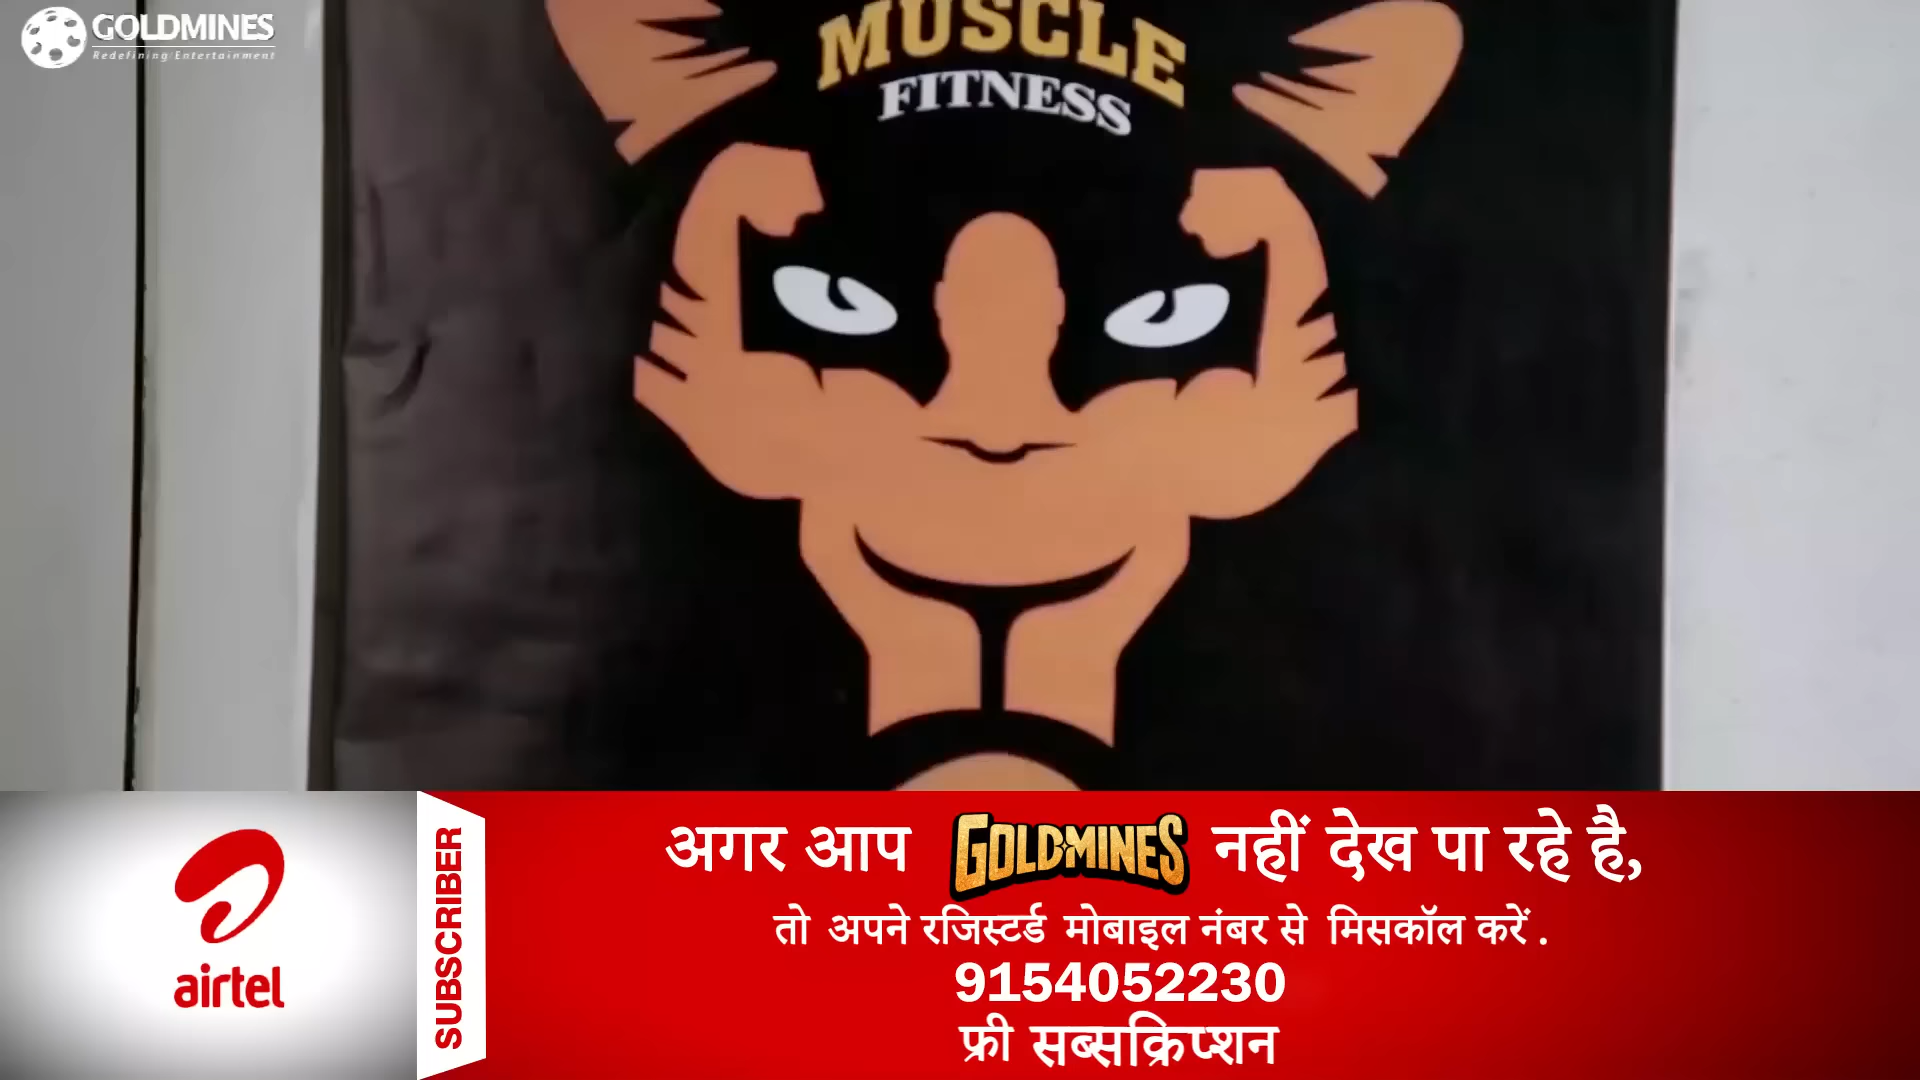 GOLDMINES
Redefining Entertainment
MUSCLE
FITNESS
airtel
SUBSCRIBER
अगर आप GOLDMINES नहीं देख पा रहे है,
तो अपने रजिस्टर्ड मोबाइल नंबर से मिसकॉल करें .
9154052230
फ्री सब्सक्रिप्शन